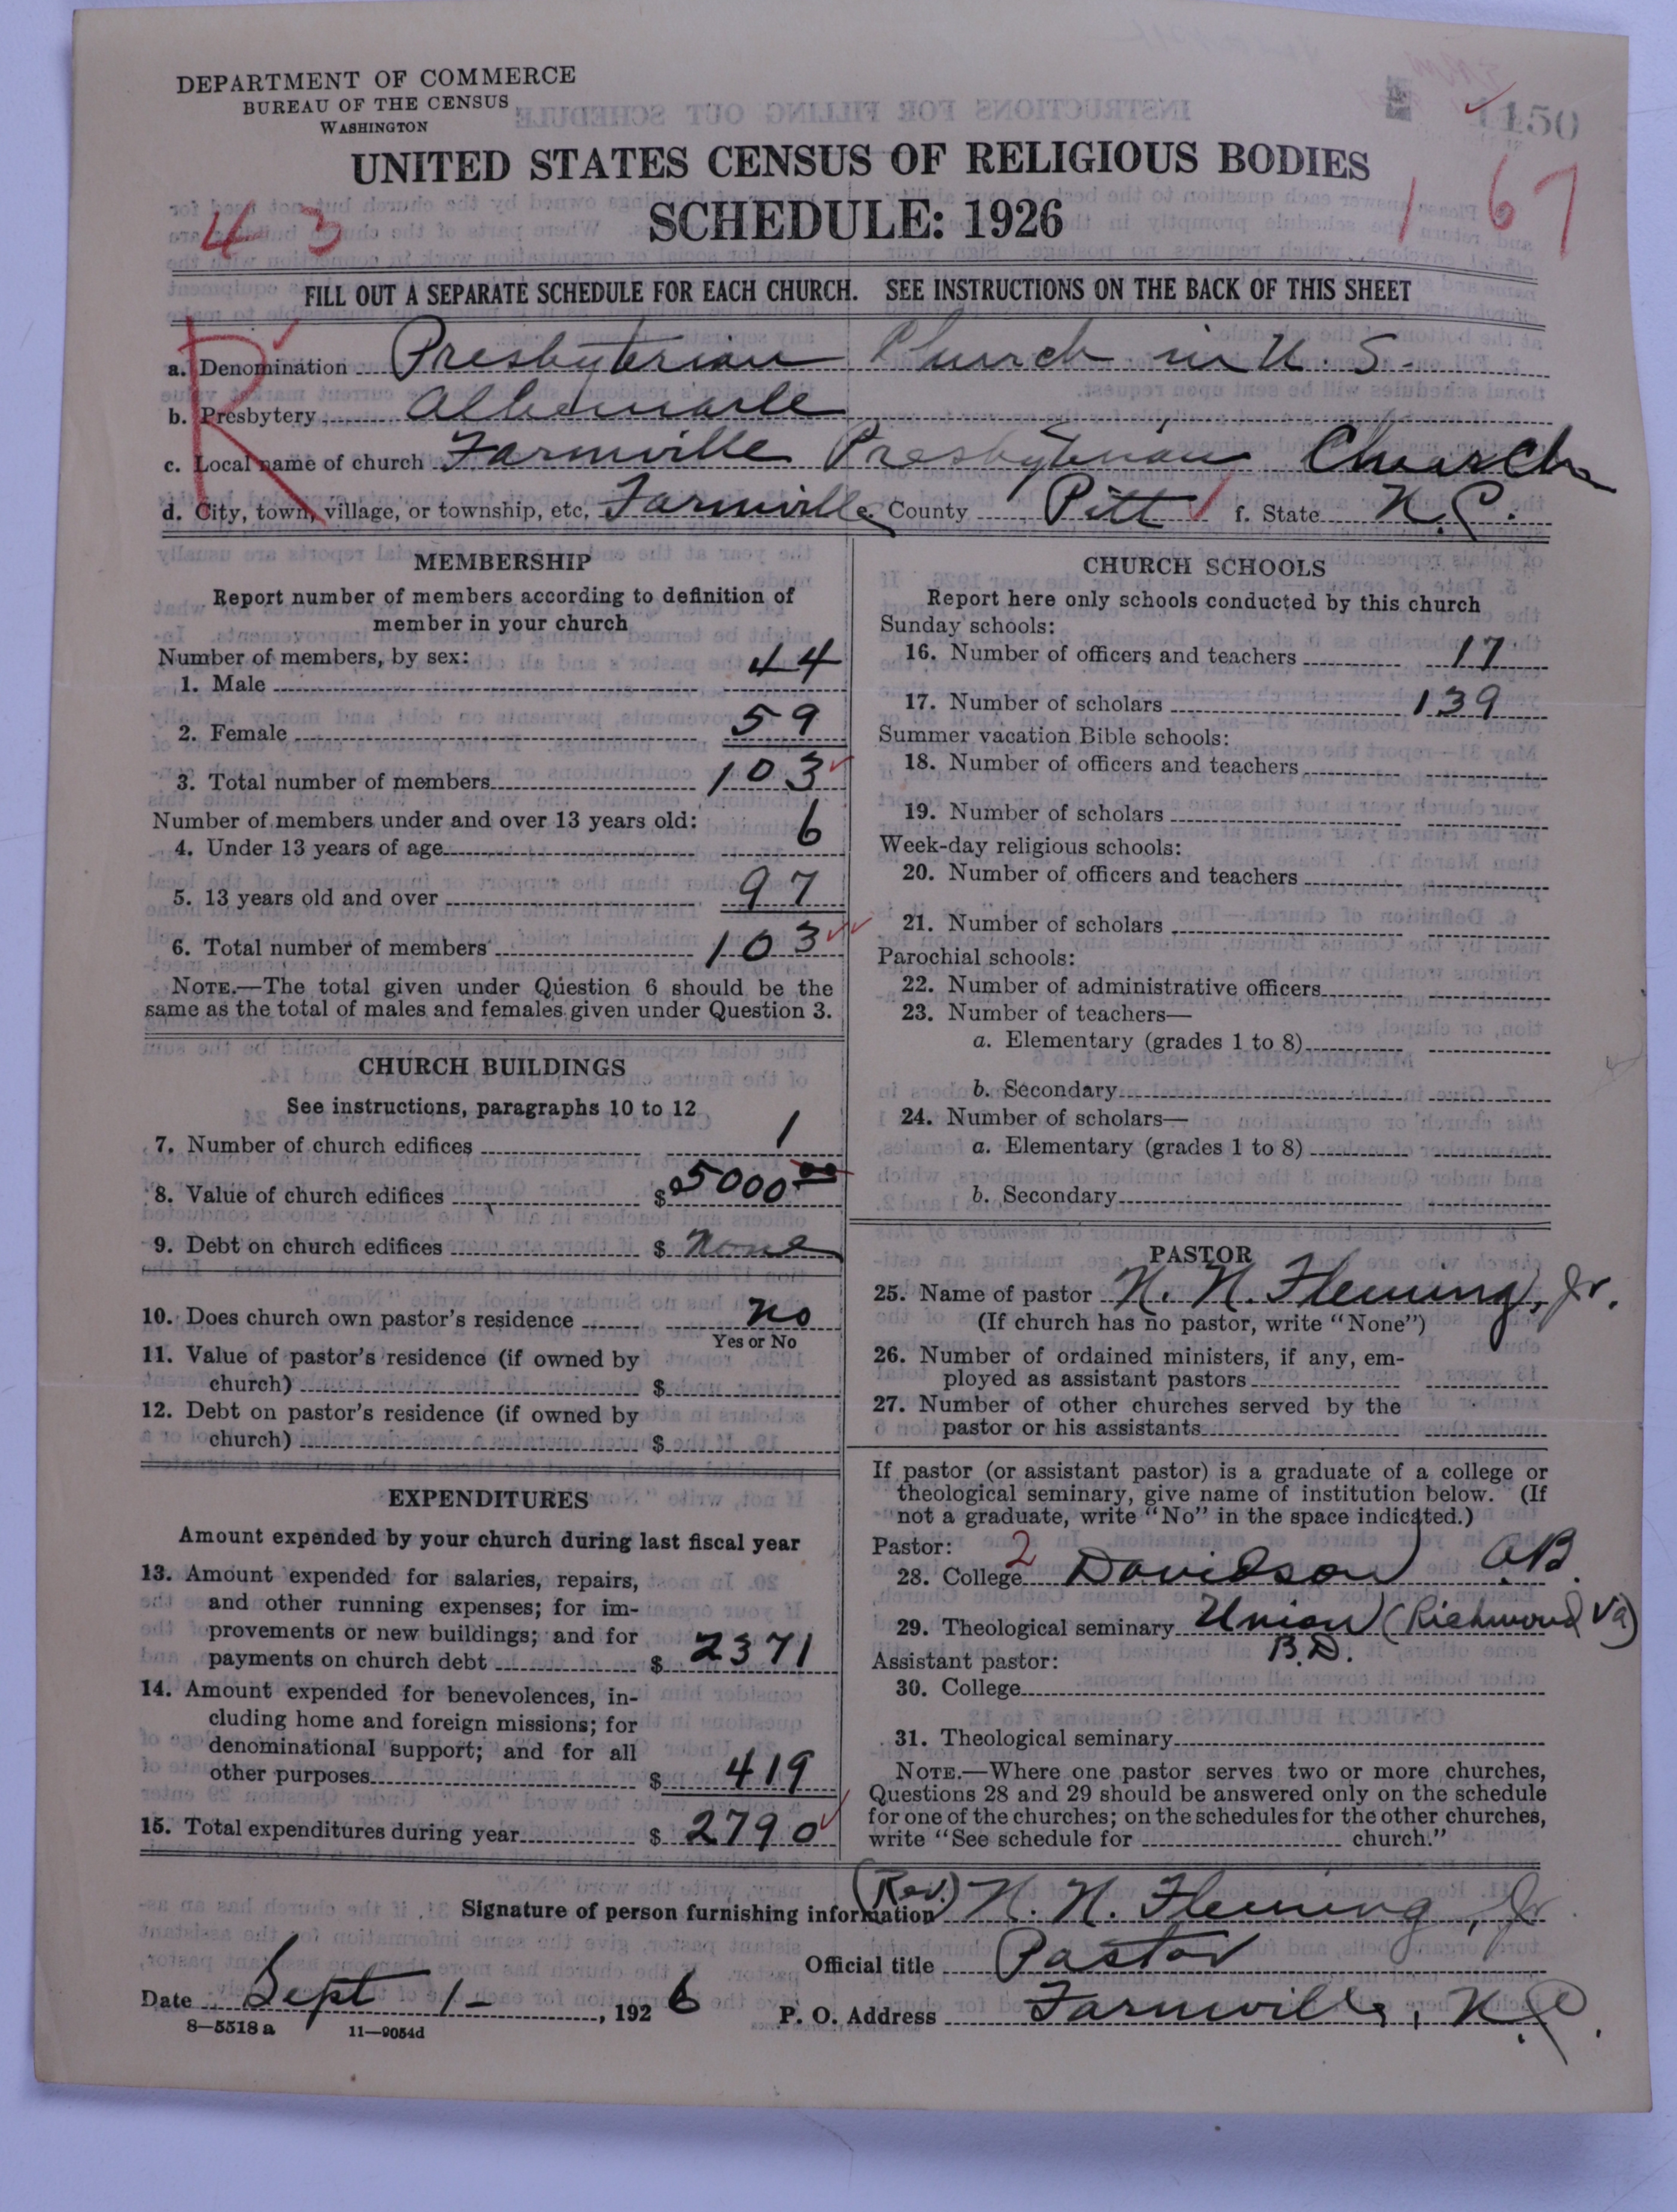 DEPARTMENT OF COMMERCE
BUREAU OF THE CENSUS
WASHINGTON
1150
UNITED STATES CENSUS OF RELIGIOUS BODIES
SCHEDULE: 1926
43
167
FILL OUT A SEPARATE SCHEDULE FOR EACH CHURCH. SEE INSTRUCTIONS ON THE BACK OF THIS SHEET
R
a. Denomination Presbyterian Church in U. S.
b. Presbytery Albemarle
c. Local name of church Farmville Presbyterian Church
d. City, town, village, or township, etc. Farmville e. County Pitt f. State N. C.
MEMBERSHIP
Report number of members according to definition of
member in your church
Number of members, by sex:
1. Male 44
2. Female 59
3. Total number of members 103
Number of members under and over 13 years old:
4. Under 13 years of age 6
5. 13 years old and over 97
6. Total number of members 103
NOTE.—The total given under Question 6 should be the
same as the total of males and females given under Question 3.
CHURCH BUILDINGS
See instructions, paragraphs 10 to 12
7. Number of church edifices 1
8. Value of church edifices $ 5000 00
9. Debt on church edifices $ None
10. Does church own pastor's residence No
Yes or No
11. Value of pastor's residence (if owned by
church) $
12. Debt on pastor's residence (if owned by
church) $
EXPENDITURES
Amount expended by your church during last fiscal year
13. Amount expended for salaries, repairs,
and other running expenses; for im-
provements or new buildings; and for
payments on church debt $ 2371
14. Amount expended for benevolences, in-
cluding home and foreign missions; for
denominational support; and for all
other purposes $ 419
15. Total expenditures during year $ 2790
CHURCH SCHOOLS
Report here only schools conducted by this church
Sunday schools:
16. Number of officers and teachers 17
17. Number of scholars 139
Summer vacation Bible schools:
18. Number of officers and teachers
19. Number of scholars
Week-day religious schools:
20. Number of officers and teachers
21. Number of scholars
Parochial schools:
22. Number of administrative officers
23. Number of teachers—
a. Elementary (grades 1 to 8)
b. Secondary
24. Number of scholars—
a. Elementary (grades 1 to 8)
b. Secondary
PASTOR
25. Name of pastor N. N. Fleming, Jr.
(If church has no pastor, write "None")
26. Number of ordained ministers, if any, em-
ployed as assistant pastors
27. Number of other churches served by the
pastor or his assistants
If pastor (or assistant pastor) is a graduate of a college or
theological seminary, give name of institution below. (If
not a graduate, write "No" in the space indicated.)
Pastor: 2
28. College Davidson A.B.
29. Theological seminary Union (Richmond Va)
B.D.
Assistant pastor:
30. College
31. Theological seminary
NOTE.—Where one pastor serves two or more churches,
Questions 28 and 29 should be answered only on the schedule
for one of the churches; on the schedules for the other churches,
write "See schedule for church."
Signature of person furnishing information (Rev.) N. N. Fleming, Jr.
Official title Pastor
Date Sept 1- , 1926 P. O. Address Farmville, N.C.
8—5518a 11—9054d